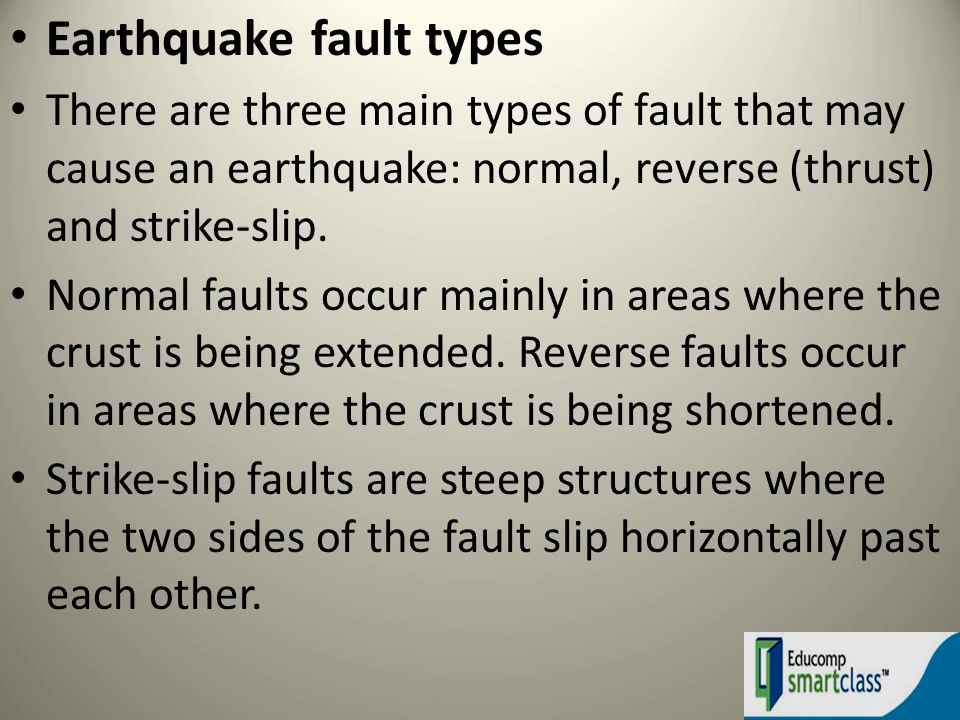 • Earthquake fault types
• There are three main types of fault that may
cause an earthquake: normal, reverse (thrust)
and strike-slip.
• Normal faults occur mainly in areas where the
crust is being extended. Reverse faults occur
in areas where the crust is being shortened.
• Strike-slip faults are steep structures where
the two sides of the fault slip horizontally past
each other.
Educomp
smartclass™